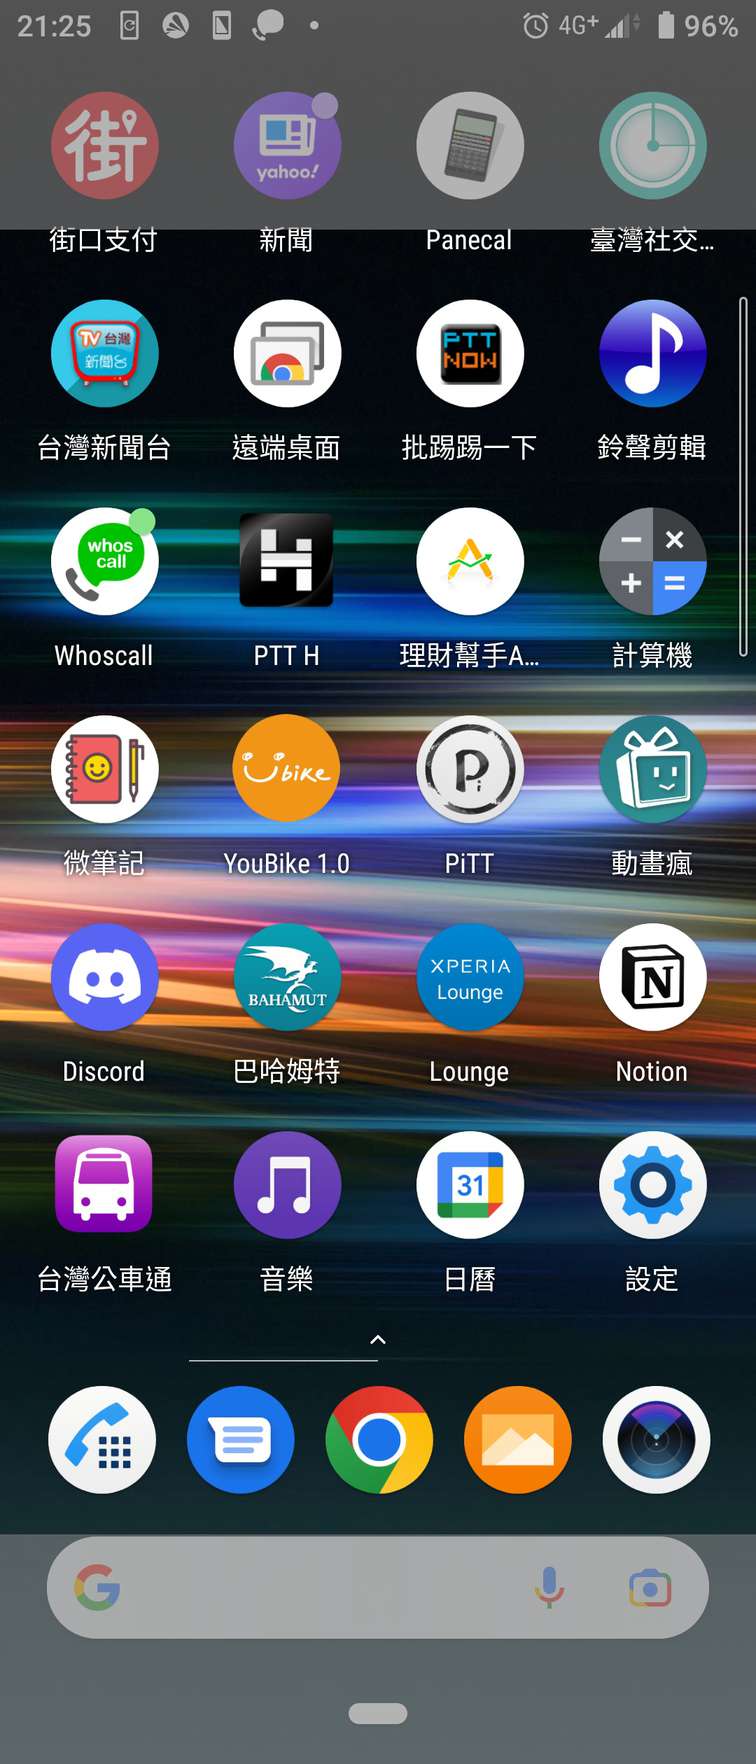 21:25
4G+
96%
街
yahoo!
街口支付
新聞
Panecal
臺灣社交...
TV 台灣
新聞台
PTT
NOW
台灣新聞台
遠端桌面
批踢踢一下
鈴聲剪輯
whos
call
H
Whoscall
PTT H
理財幫手A...
計算機
Ubike
Pi
微筆記
YouBike 1.0
PiTT
動畫瘋
BAHAMUT
XPERIA
Lounge
N
Discord
巴哈姆特
Lounge
Notion
31
台灣公車通
音樂
日曆
設定
G